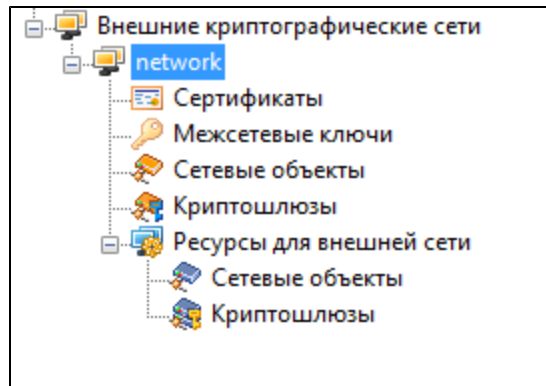 Внешние криптографические сети
network
Сертификаты
Межсетевые ключи
Сетевые объекты
Криптошлюзы
Ресурсы для внешней сети
Сетевые объекты
Криптошлюзы